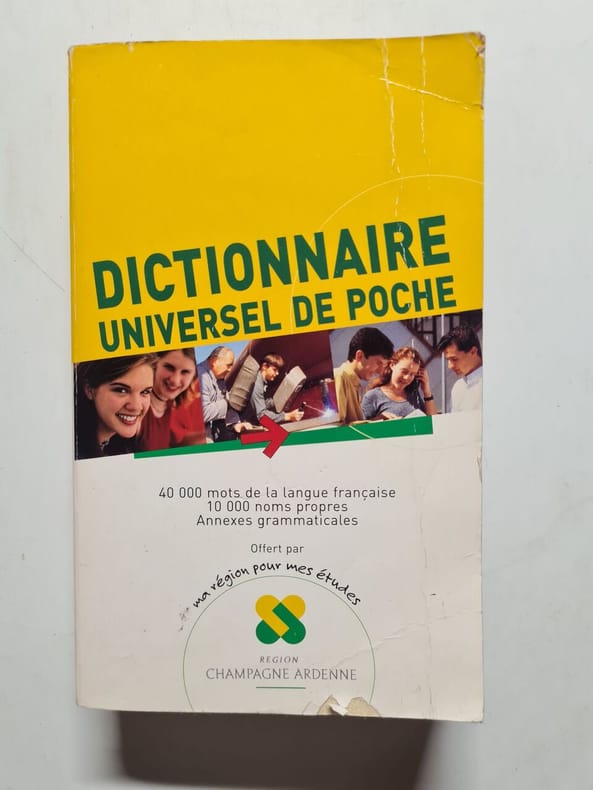 DICTIONNAIRE
UNIVERSEL DE POCHE
40 000 mots de la langue française
10 000 noms propres
Annexes grammaticales
Offert par
ma région pour mes études
REGION
CHAMPAGNE ARDENNE